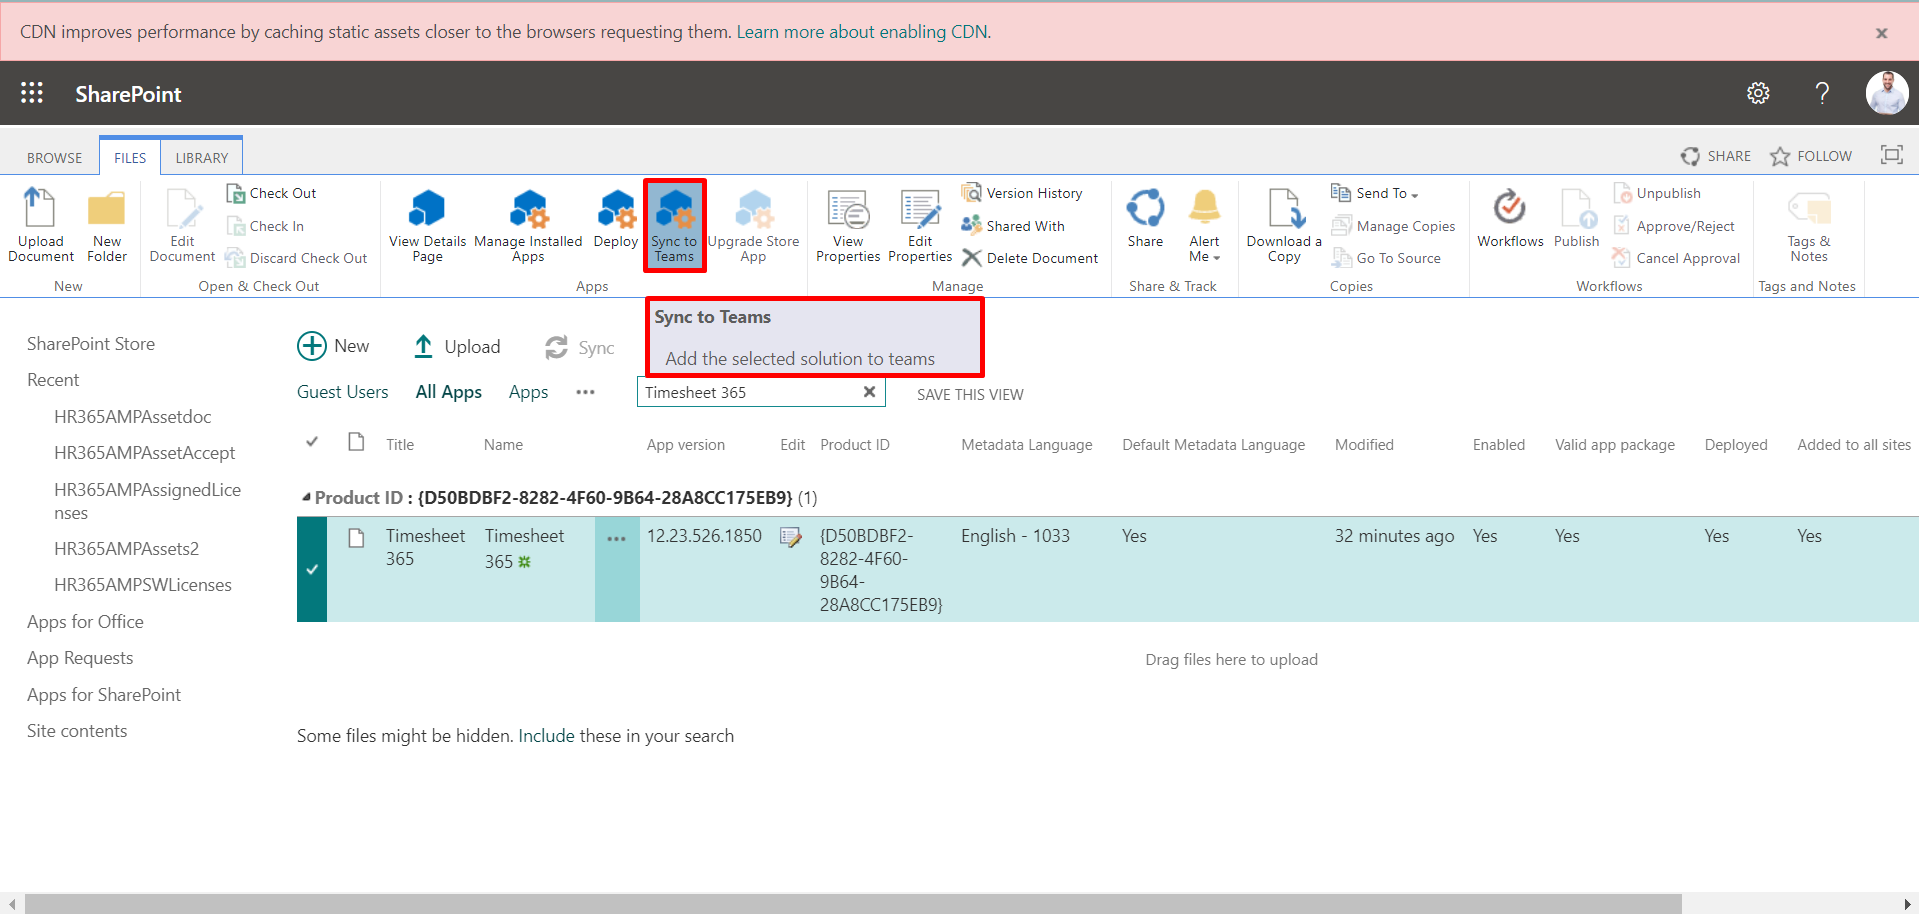 CDN improves performance by caching static assets closer to the browsers requesting them. Learn more about enabling CDN.
SharePoint
BROWSE FILES LIBRARY
SHARE FOLLOW
Upload Document
New Folder
New
Edit Document
Check Out
Check In
Discard Check Out
Open & Check Out
View Details Page
Manage Installed Apps
Deploy
Sync to Teams
Upgrade Store App
Apps
View Properties
Edit Properties
Version History
Shared With
Delete Document
Manage
Share
Alert Me
Share & Track
Download a Copy
Send To
Manage Copies
Go To Source
Copies
Workflows
Publish
Unpublish
Approve/Reject
Cancel Approval
Workflows
Tags & Notes
Tags and Notes
Sync to Teams
Add the selected solution to teams
SharePoint Store
Recent
HR365AMPAssetdoc
HR365AMPAssetAccept
HR365AMPAssignedLice
nses
HR365AMPAssets2
HR365AMPSWLicenses
Apps for Office
App Requests
Apps for SharePoint
Site contents
New Upload Sync
Guest Users All Apps Apps ••• Timesheet 365 SAVE THIS VIEW
Title Name App version Edit Product ID Metadata Language Default Metadata Language Modified Enabled Valid app package Deployed Added to all sites
Product ID : {D50BDBF2-8282-4F60-9B64-28A8CC175EB9} (1)
Timesheet 365
Timesheet 365
•••
12.23.526.1850
{D50BDBF2-
8282-4F60-
9B64-
28A8CC175EB9}
English - 1033
Yes
32 minutes ago
Yes
Yes
Yes
Yes
Drag files here to upload
Some files might be hidden. Include these in your search